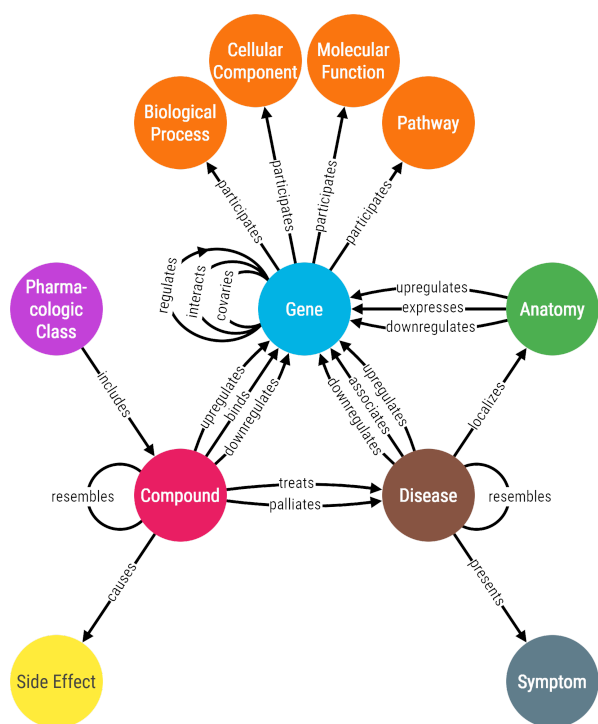 Cellular
Component
Molecular
Function
Biological
Process
Pathway
participates
participates
participates
participates
regulates
interacts
covaries
Gene
upregulates
expresses
downregulates
Anatomy
Pharma-
cologic
Class
includes
upregulates
binds
downregulates
downregulates
associates
upregulates
localizes
resembles
Compound
treats
palliates
Disease
resembles
causes
presents
Side Effect
Symptom